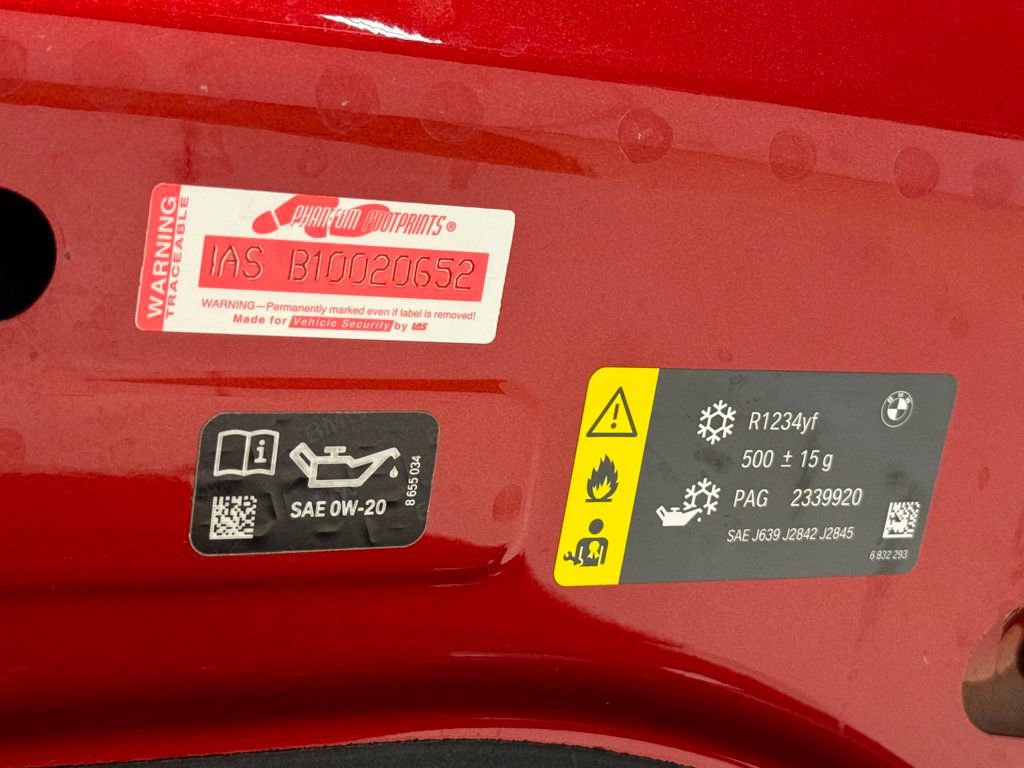 WARNING
TRACEABLE
PHANTOM FOOTPRINTS®
IAS B10020652
WARNING—Permanently marked even if label is removed!
Made for Vehicle Security by IAS
i
SAE 0W-20
8 655 034
BMW
R1234yf
500 ± 15 g
PAG 2339920
SAE J639 J2842 J2845
6 832 293